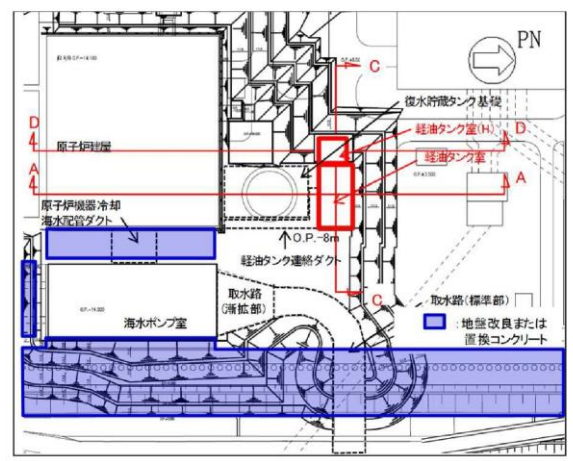 PN
C
復水貯蔵タンク基礎
D
D
軽油タンク室(H)
原子炉建屋
軽油タンク室
A
A
原子炉機器冷却
海水配管ダクト
O.P.-8m
軽油タンク連絡ダクト
C
取水路
(漸拡部)
取水路(標準部)
海水ポンプ室
:地盤改良または
置換コンクリート